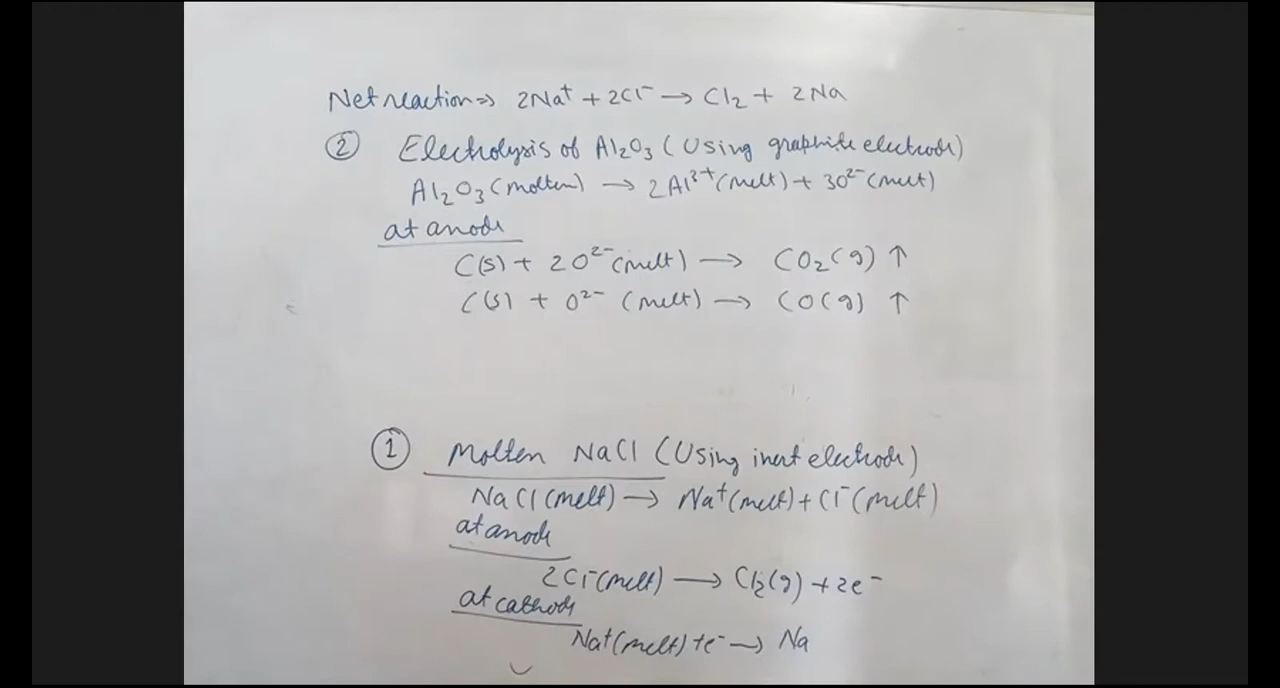 Net reaction ⇒ 2Na⁺ + 2Cl⁻ → Cl₂ + 2Na
② Electrolysis of Al₂O₃ (Using graphite electrode)
Al₂O₃ (molten) → 2Al³⁺ (melt) + 3O²⁻ (melt)
at anode
C(s) + 2O²⁻ (melt) → CO₂(g) ↑
C(s) + O²⁻ (melt) → CO(g) ↑
① Molten NaCl (Using inert electrode)
NaCl (melt) → Na⁺ (melt) + Cl⁻ (melt)
at anode
2Cl⁻ (melt) → Cl₂(g) + 2e⁻
at cathode
Na⁺ (melt) + e⁻ → Na